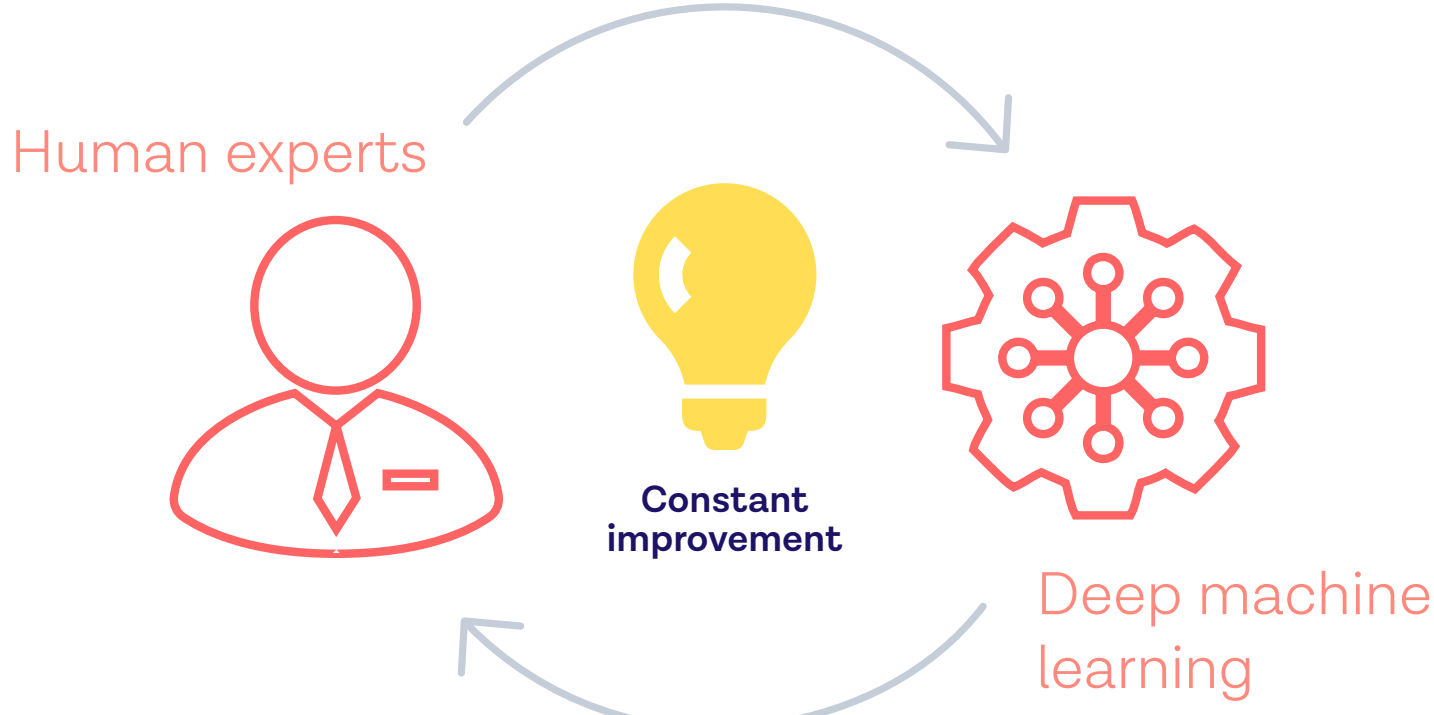 Human experts
Constant
improvement
Deep machine
learning